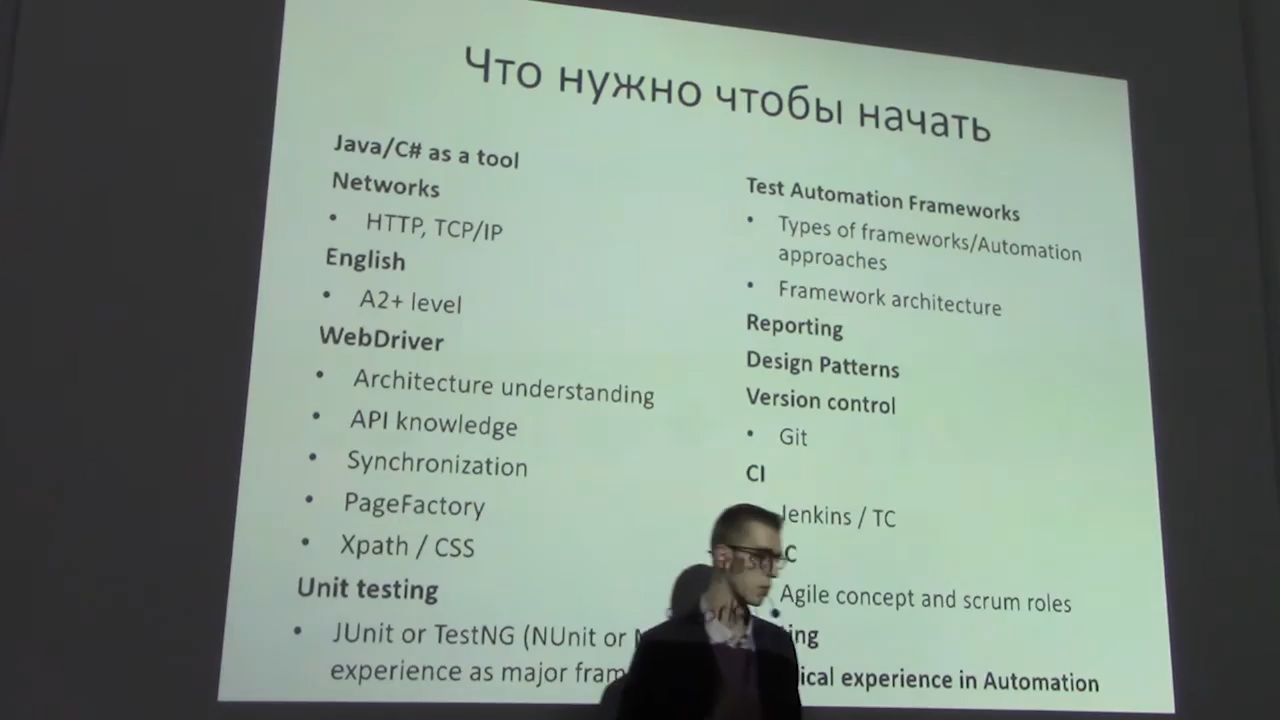 Что нужно чтобы начать
Java/C# as a tool
Networks
• HTTP, TCP/IP
English
• A2+ level
WebDriver
• Architecture understanding
• API knowledge
• Synchronization
• PageFactory
• Xpath / CSS
Unit testing
• JUnit or TestNG (NUnit or
experience as major
Test Automation Frameworks
• Types of frameworks/Automation
approaches
• Framework architecture
Reporting
Design Patterns
Version control
• Git
CI
Jenkins / TC
Agile concept and scrum roles
experience in Automation